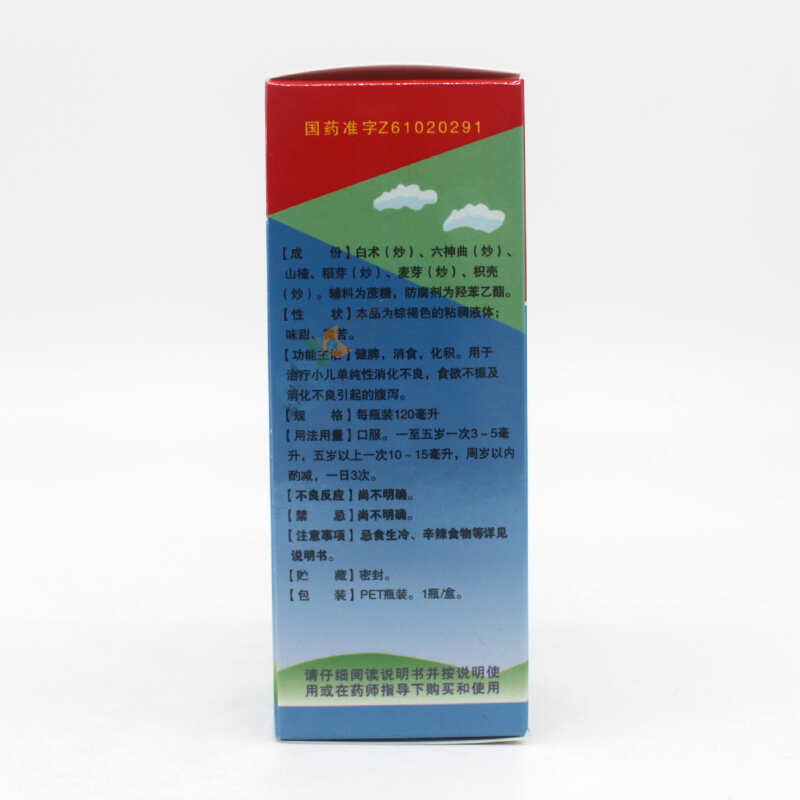 国药准字Z61020291
【成 份】白术（炒）、六神曲（炒）、
山楂、稻芽（炒）、麦芽（炒）、枳壳
（炒）。辅料为蔗糖，防腐剂为羟苯乙酯。
【性 状】本品为棕褐色的粘稠液体；
味甜、微苦。
【功能主治】健脾，消食，化积。用于
治疗小儿单纯性消化不良，食欲不振及
消化不良引起的腹泻。
【规 格】每瓶装120毫升
【用法用量】口服。一至五岁一次3～5毫
升，五岁以上一次10～15毫升，周岁以内
酌减，一日3次。
【不良反应】尚不明确。
【禁 忌】尚不明确。
【注意事项】忌食生冷、辛辣食物等详见
说明书。
【贮 藏】密封。
【包 装】PET瓶装。1瓶/盒。
请仔细阅读说明书并按说明使
用或在药师指导下购买和使用